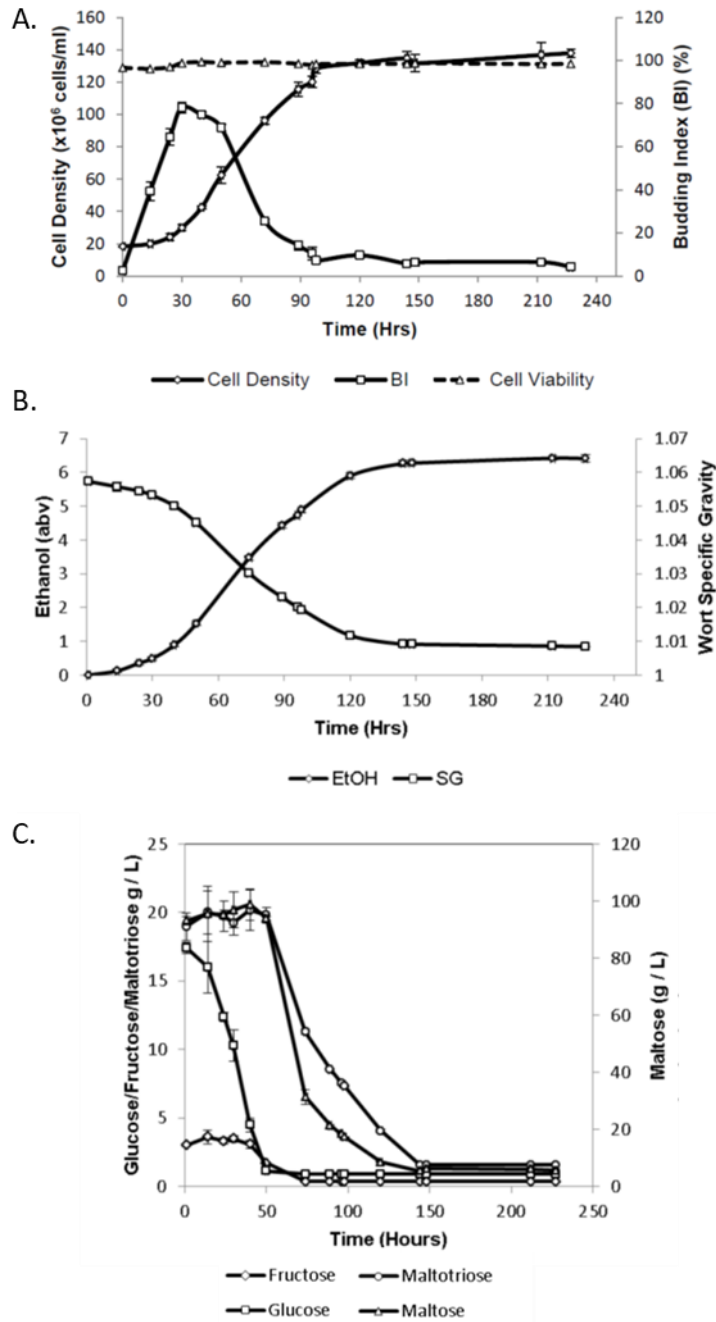 A.
Cell Density (x10⁶ cells/ml)
160
140
120
100
80
60
40
20
0
120
100
80
60
40
20
0
Budding Index (BI) (%)
0 30 60 90 120 150 180 210 240
Time (Hrs)
Cell Density BI Cell Viability
B.
Ethanol (abv)
7
6
5
4
3
2
1
0
1.07
1.06
1.05
1.04
1.03
1.02
1.01
1
Wort Specific Gravity
0 30 60 90 120 150 180 210 240
Time (Hrs)
EtOH SG
C.
Glucose/Fructose/Maltotriose g / L)
25
20
15
10
5
0
120
100
80
60
40
20
0
Maltose (g / L)
0 50 100 150 200 250
Time (Hours)
Fructose Maltotriose
Glucose Maltose